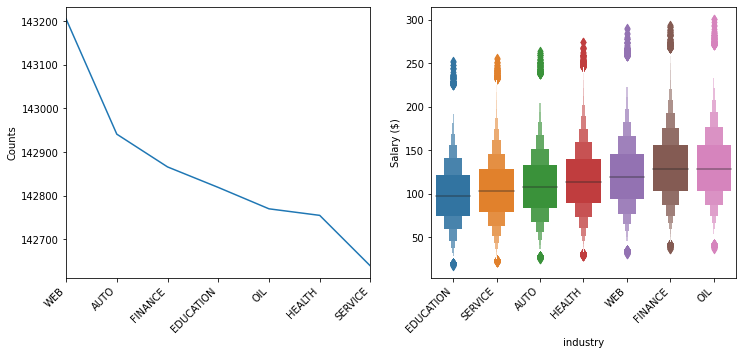 143200
143100
143000
142900
142800
142700
Counts
WEB
AUTO
FINANCE
EDUCATION
OIL
HEALTH
SERVICE
300
250
200
150
100
50
Salary ($)
EDUCATION
SERVICE
AUTO
HEALTH
WEB
FINANCE
OIL
industry